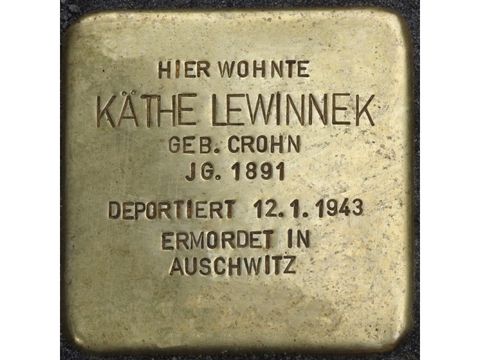 HIER WOHNTE
KÄTHE LEWINNEK
GEB. CROHN
JG. 1891
DEPORTIERT 12.1.1943
ERMORDET IN
AUSCHWITZ